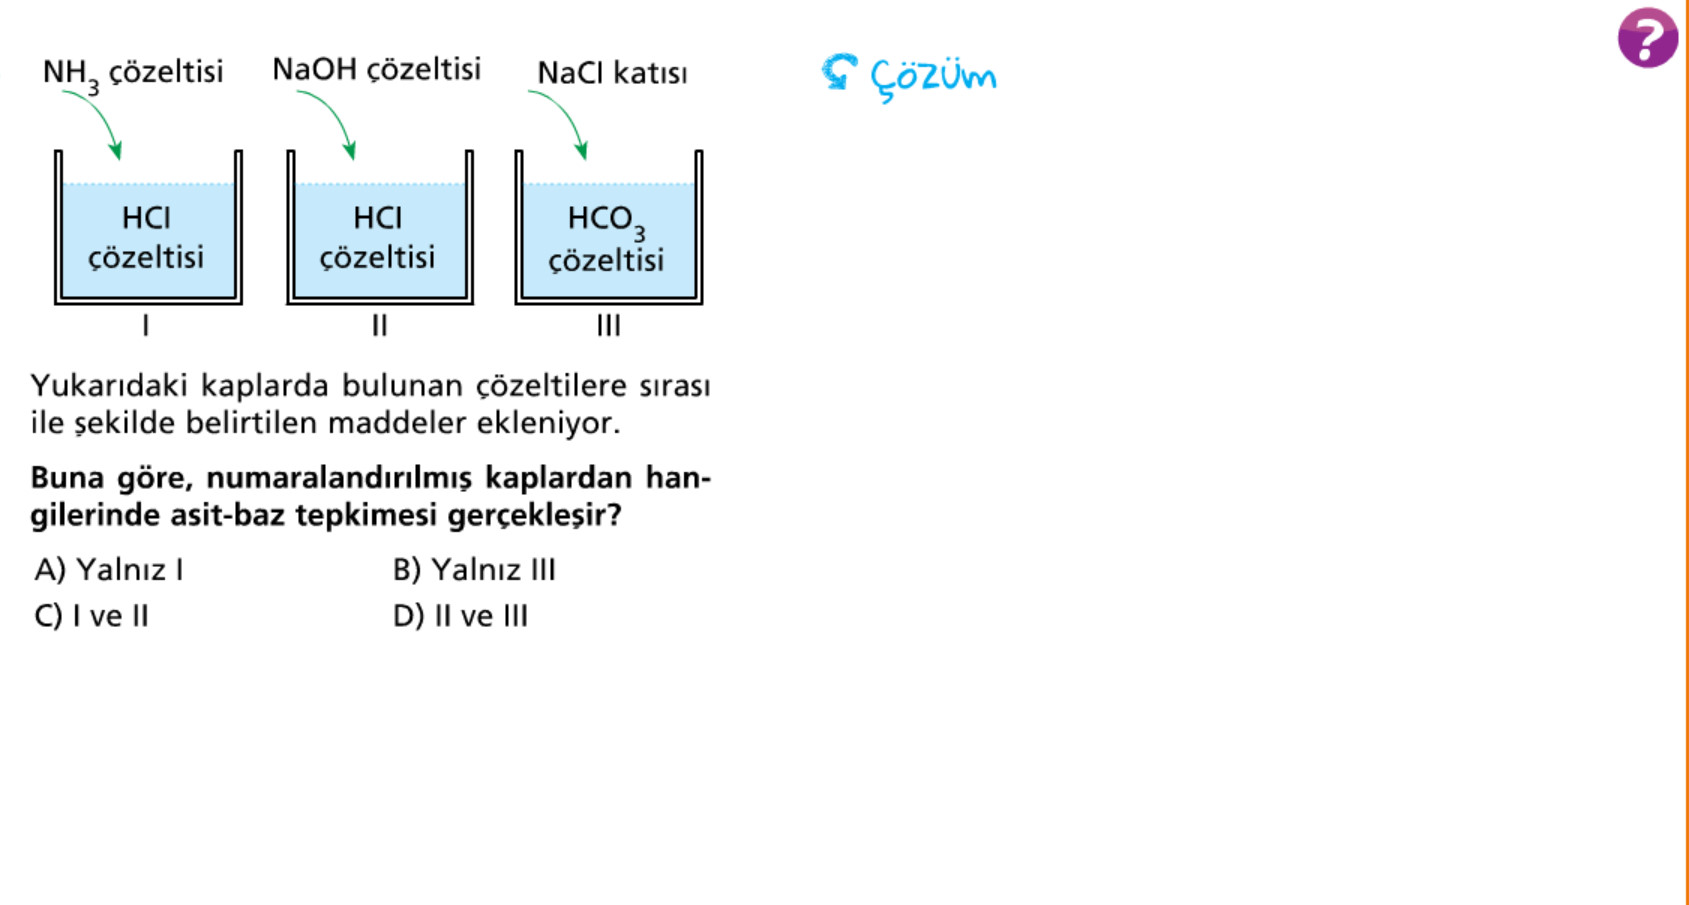 NH₃ çözeltisi
NaOH çözeltisi
NaCl katısı
HCl
çözeltisi
HCl
çözeltisi
HCO₃
çözeltisi
I
II
III
Yukarıdaki kaplarda bulunan çözeltilere sırası
ile şekilde belirtilen maddeler ekleniyor.
Buna göre, numaralandırılmış kaplardan han-
gilerinde asit-baz tepkimesi gerçekleşir?
A) Yalnız I
B) Yalnız III
C) I ve II
D) II ve III
Çözüm
?